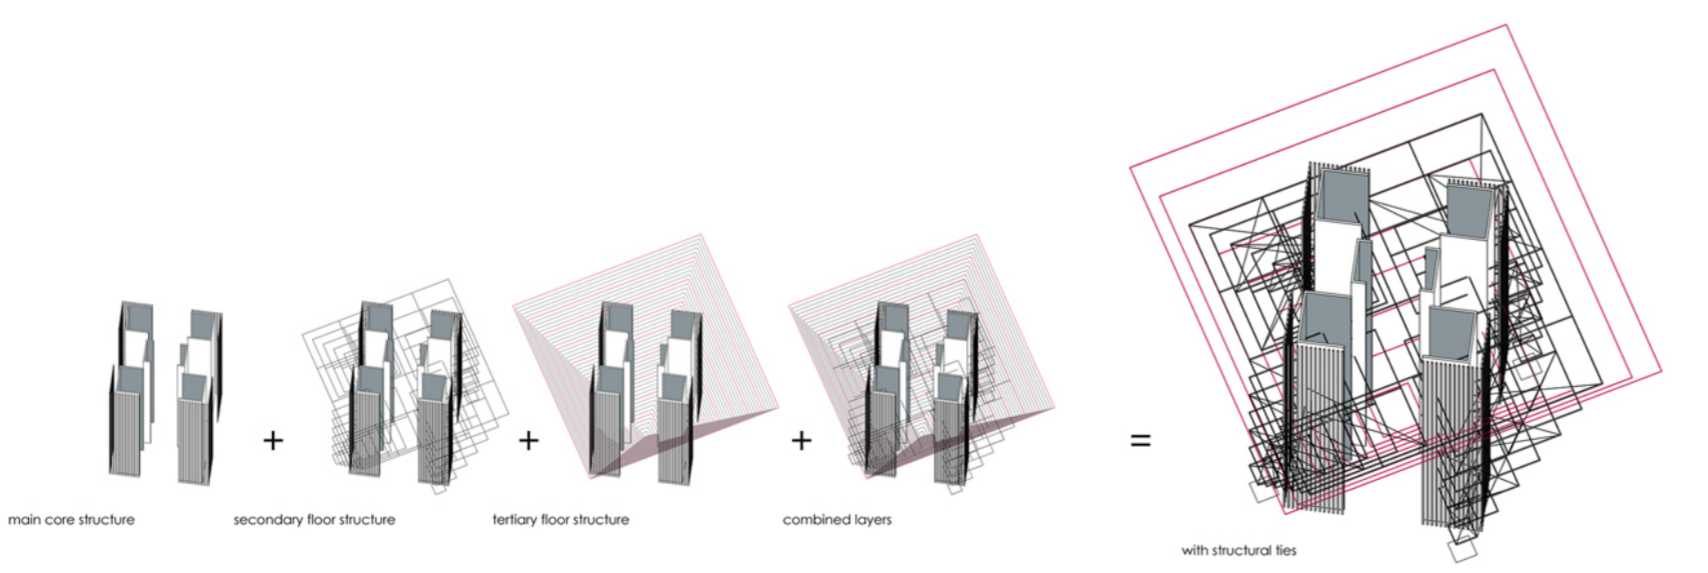 + + + =
main core structure
secondary floor structure
tertiary floor structure
combined layers
with structural ties